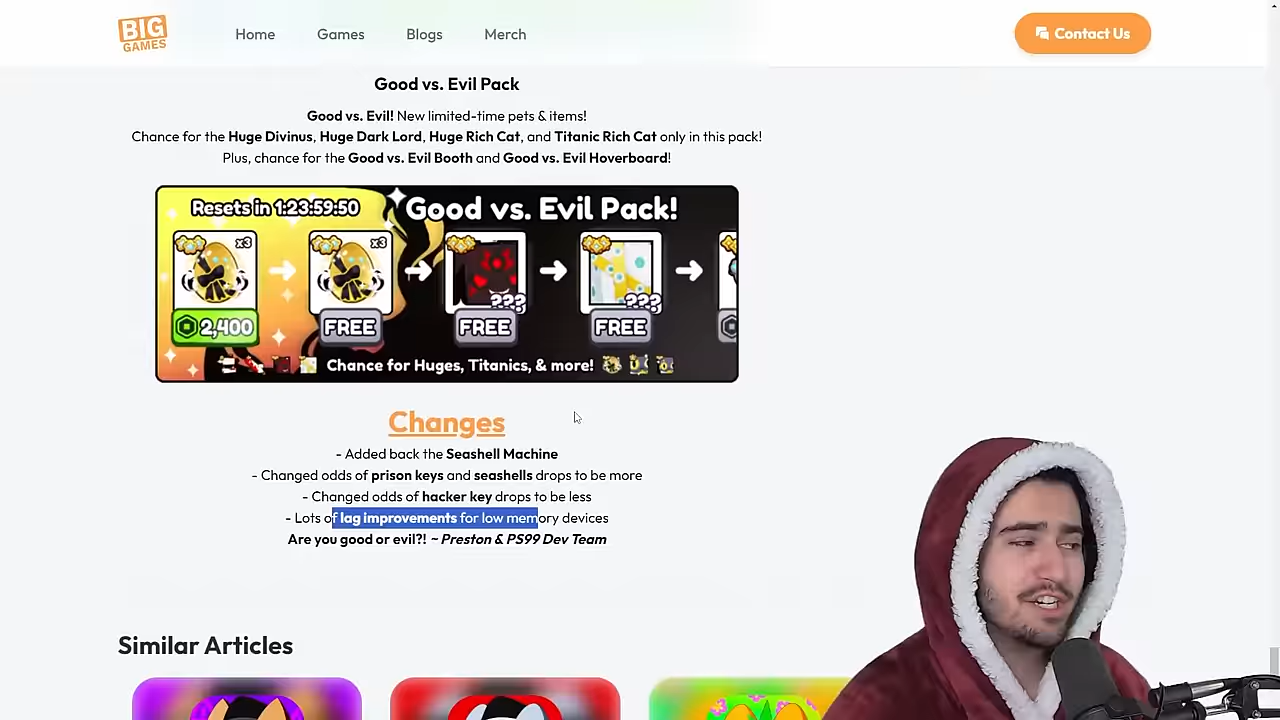 BIG
GAMES
Home
Games
Blogs
Merch
Contact Us
Good vs. Evil Pack
Good vs. Evil! New limited-time pets & items!
Chance for the Huge Divinus, Huge Dark Lord, Huge Rich Cat, and Titanic Rich Cat only in this pack!
Plus, chance for the Good vs. Evil Booth and Good vs. Evil Hoverboard!
Resets in 1:23:59:50
Good vs. Evil Pack!
x3
x3
???
???
2,400
FREE
FREE
FREE
Chance for Huges, Titanics, & more!
Changes
- Added back the Seashell Machine
- Changed odds of prison keys and seashells drops to be more
- Changed odds of hacker key drops to be less
- Lots of lag improvements for low memory devices
Are you good or evil?! ~ Preston & PS99 Dev Team
Similar Articles